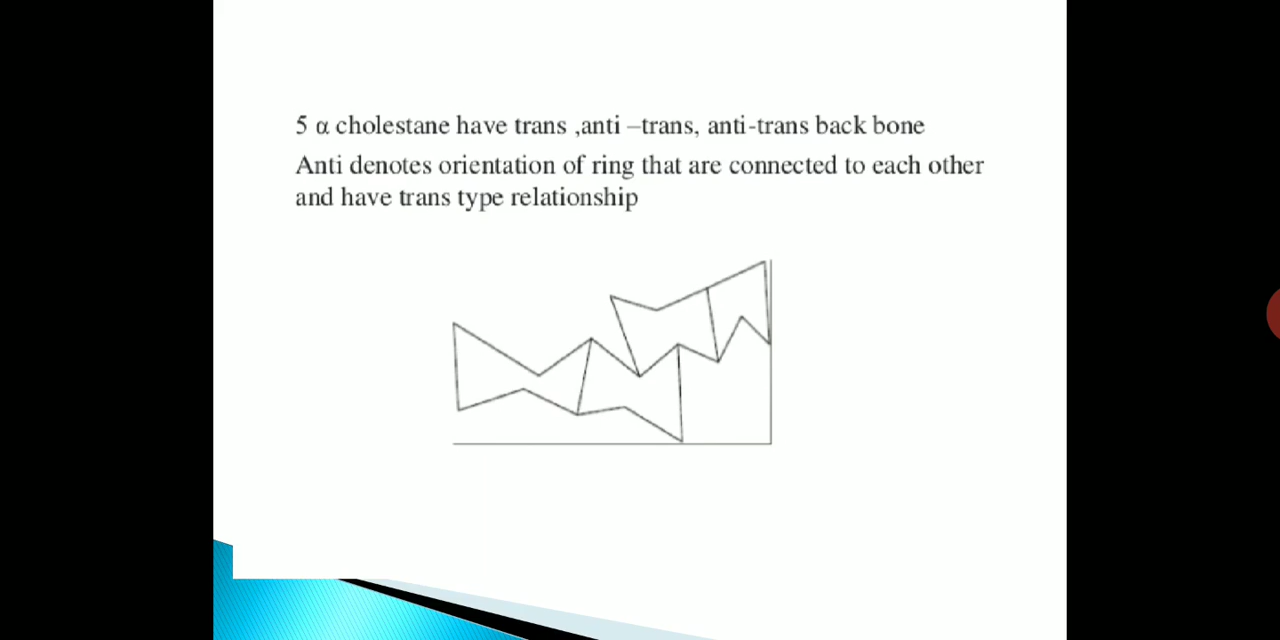 5 α cholestane have trans ,anti –trans, anti-trans back bone
Anti denotes orientation of ring that are connected to each other
and have trans type relationship